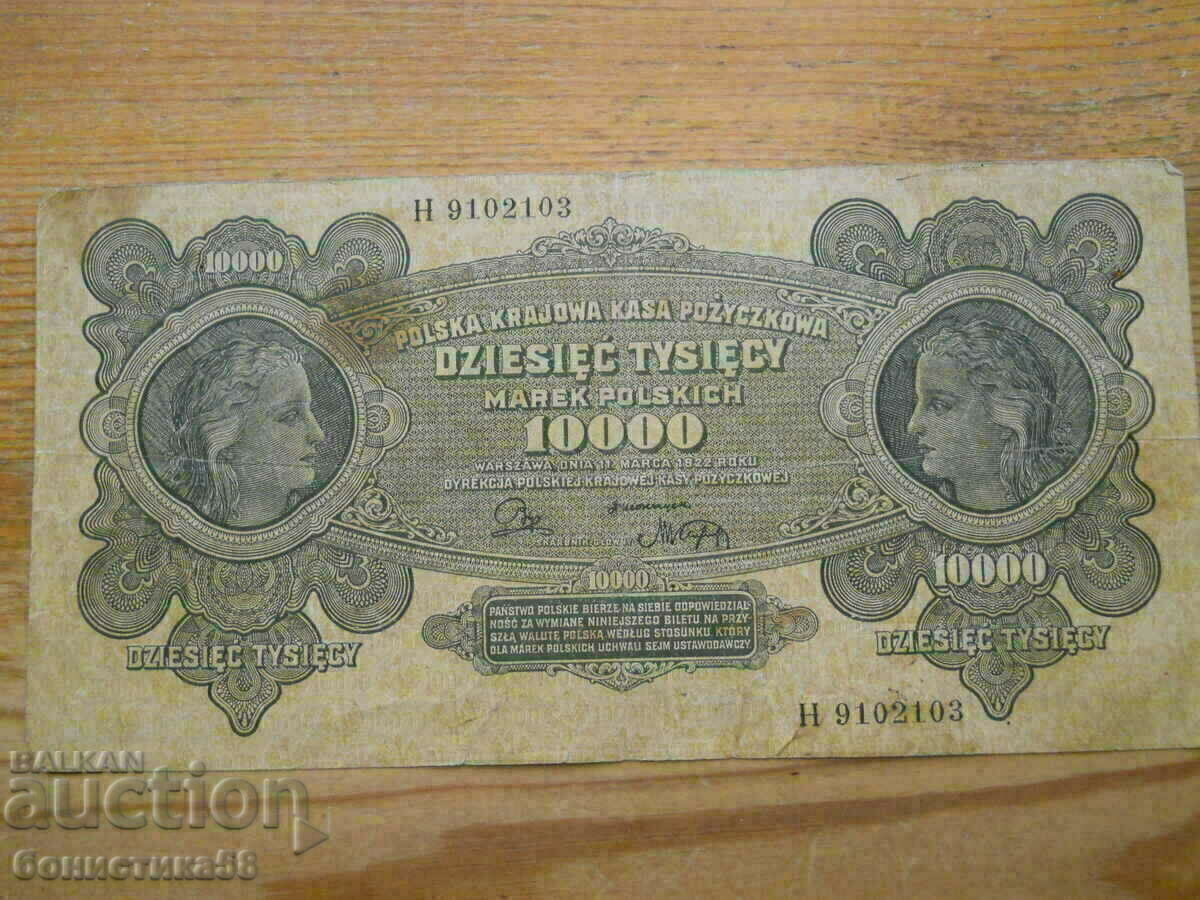 H 9102103
10000
POLSKA KRAJOWA KASA POŻYCZKOWA
DZIESIĘĆ TYSIĘCY
MAREK POLSKICH
10000
WARSZAWA, DNIA 11 MARCA 1922 ROKU
DYREKCJA POLSKIEJ KRAJOWEJ KASY POŻYCZKOWEJ
10000
10000
PAŃSTWO POLSKIE BIERZE NA SIEBIE ODPOWIEDZIAL-
NOŚĆ ZA WYMIANĘ NINIEJSZEGO BILETU NA PRZY-
SZŁĄ WALUTĘ POLSKĄ WEDŁUG STOSUNKU, KTÓRY
DLA MAREK POLSKICH UCHWALI SEJM USTAWODAWCZY
DZIESIĘĆ TYSIĘCY
DZIESIĘĆ TYSIĘCY
H 9102103
BALKAN
auction
бонистика58